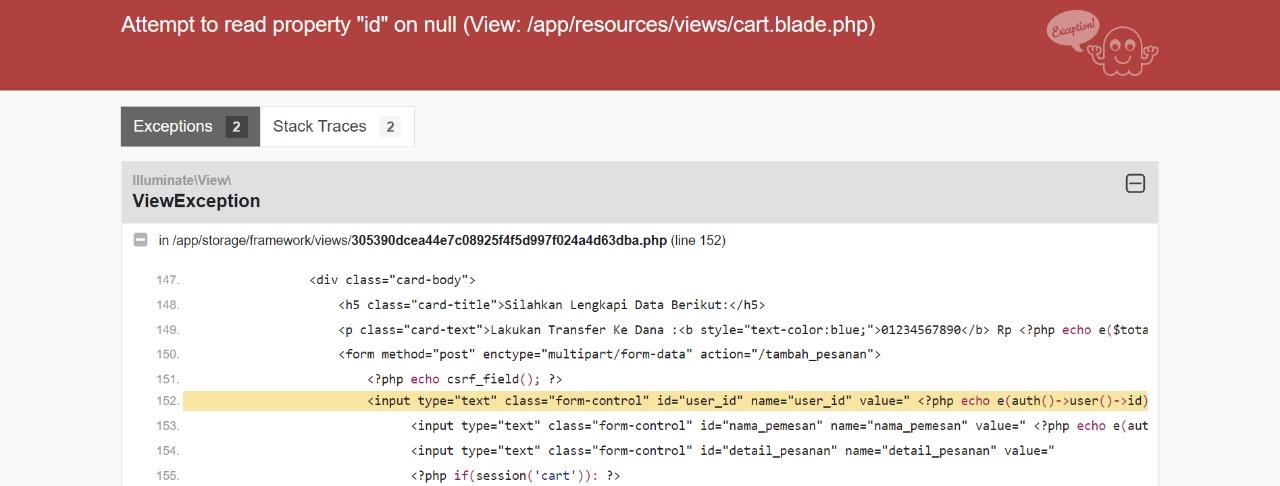 Attempt to read property "id" on null (View: /app/resources/views/cart.blade.php)
Exception!
Exceptions 2 Stack Traces 2
Illuminate\View\
ViewException
in /app/storage/framework/views/305390dcea44e7c08925f4f5d997f024a4d63dba.php (line 152)
147. <div class="card-body">
148. <h5 class="card-title">Silahkan Lengkapi Data Berikut:</h5>
149. <p class="card-text">Lakukan Transfer Ke Dana :<b style="text-color:blue;">01234567890</b> Rp <?php echo e($tota
150. <form method="post" enctype="multipart/form-data" action="/tambah_pesanan">
151. <?php echo csrf_field(); ?>
152. <input type="text" class="form-control" id="user_id" name="user_id" value=" <?php echo e(auth()->user()->id)
153. <input type="text" class="form-control" id="nama_pemesan" name="nama_pemesan" value=" <?php echo e(aut
154. <input type="text" class="form-control" id="detail_pesanan" name="detail_pesanan" value="
155. <?php if(session('cart')): ?>